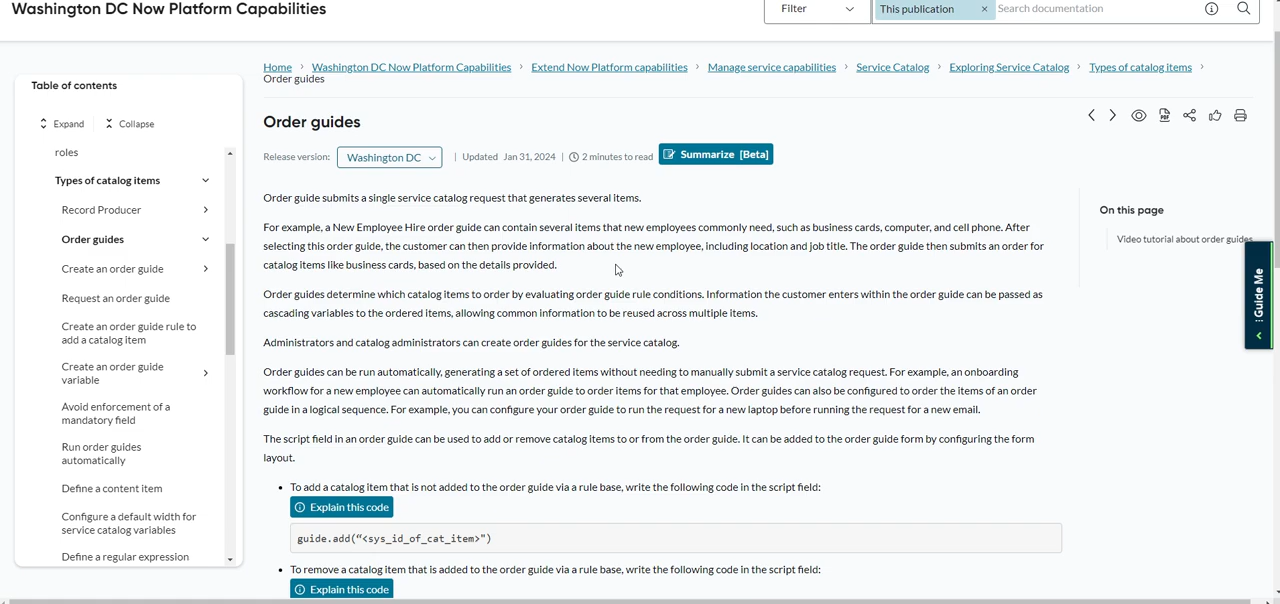 Washington DC Now Platform Capabilities
Filter
This publication ×
Search documentation
Table of contents
Expand
Collapse
roles
Types of catalog items
Record Producer
Order guides
Create an order guide
Request an order guide
Create an order guide rule to
add a catalog item
Create an order guide
variable
Avoid enforcement of a
mandatory field
Run order guides
automatically
Define a content item
Configure a default width for
service catalog variables
Define a regular expression
Home > Washington DC Now Platform Capabilities > Extend Now Platform capabilities > Manage service capabilities > Service Catalog > Exploring Service Catalog > Types of catalog items >
Order guides
Order guides
PDF
Release version: Washington DC | Updated Jan 31, 2024 | 2 minutes to read Summarize [Beta]
Order guide submits a single service catalog request that generates several items.
For example, a New Employee Hire order guide can contain several items that new employees commonly need, such as business cards, computer, and cell phone. After
selecting this order guide, the customer can then provide information about the new employee, including location and job title. The order guide then submits an order for
catalog items like business cards, based on the details provided.
Order guides determine which catalog items to order by evaluating order guide rule conditions. Information the customer enters within the order guide can be passed as
cascading variables to the ordered items, allowing common information to be reused across multiple items.
Administrators and catalog administrators can create order guides for the service catalog.
Order guides can be run automatically, generating a set of ordered items without needing to manually submit a service catalog request. For example, an onboarding
workflow for a new employee can automatically run an order guide to order items for that employee. Order guides can also be configured to order the items of an order
guide in a logical sequence. For example, you can configure your order guide to run the request for a new laptop before running the request for a new email.
The script field in an order guide can be used to add or remove catalog items to or from the order guide. It can be added to the order guide form by configuring the form
layout.
• To add a catalog item that is not added to the order guide via a rule base, write the following code in the script field:
Explain this code
guide.add(“<sys_id_of_cat_item>")
• To remove a catalog item that is added to the order guide via a rule base, write the following code in the script field:
Explain this code
On this page
Video tutorial about order guides
Guide Me